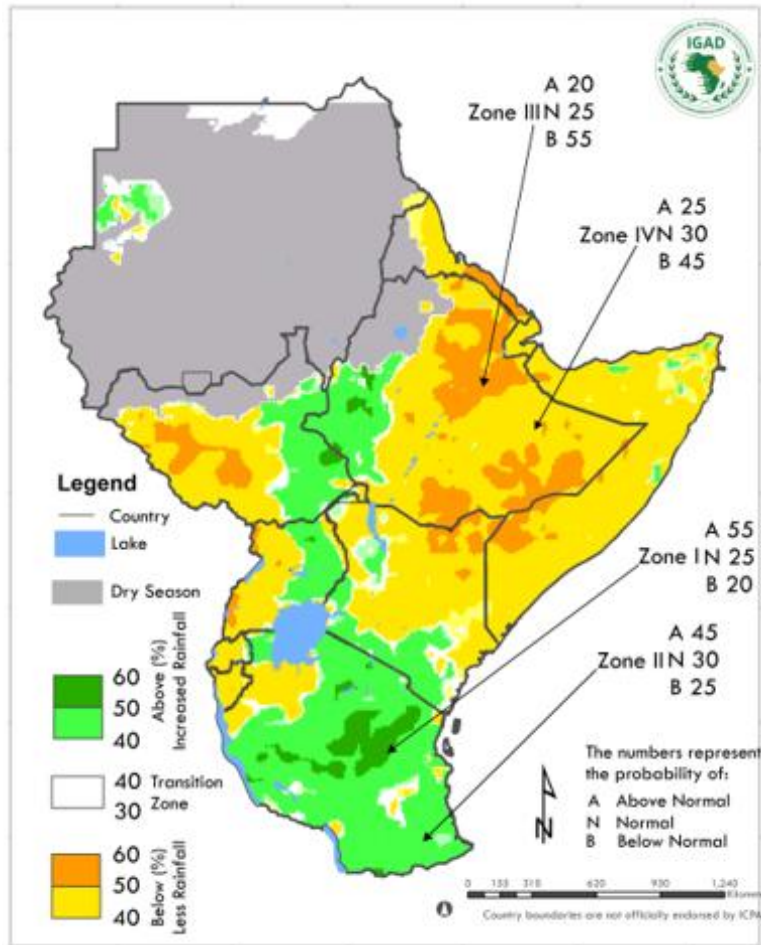 IGAD
A 20
Zone III N 25
B 55
A 25
Zone IV N 30
B 45
A 55
Zone I N 25
B 20
A 45
Zone II N 30
B 25
Legend
Country
Lake
Dry Season
60
50
40
Above (%)
Increased Rainfall
40
30
Transition
Zone
60
50
40
Below (%)
Less Rainfall
The numbers represent
the probability of:
A Above Normal
N Normal
B Below Normal
N
0 155 310 620 930 1,240
Kilome
Country boundaries are not officially endorsed by ICPA